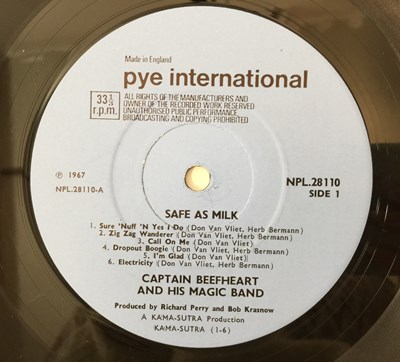 Made in England
pye international
33⅓ r.p.m
ALL RIGHTS OF THE MANUFACTURERS AND
OWNER OF THE RECORDED WORK RESERVED
UNAUTHORISED PUBLIC PERFORMANCE,
BROADCASTING AND COPYING PROHIBITED
℗ 1967
NPL.28110-A
NPL.28110
SIDE 1
SAFE AS MILK
1. Sure 'Nuff 'N Yes I Do (Don Van Vliet, Herb Bermann)
2. Zig Zag Wanderer (Don Van Vliet, Herb Bermann)
3. Call On Me (Don Van Vliet)
4. Dropout Boogie (Don Van Vliet, Herb Bermann)
5. I'm Glad (Don Van Vliet)
6. Electricity (Don Van Vliet, Herb Bermann)
CAPTAIN BEEFHEART
AND HIS MAGIC BAND
Produced by Richard Perry and Bob Krasnow
A KAMA-SUTRA Production
KAMA-SUTRA (1-6)